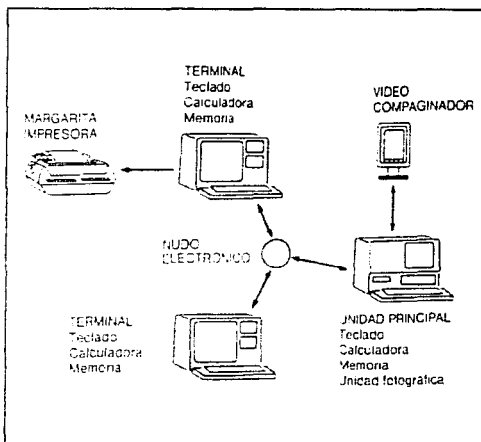 TERMINAL
Teclado
Calculadora
Memoria
VIDEO
COMPAGINADOR
MARGARITA
IMPRESORA
NUDO
ELECTRONICO
TERMINAL
Teclado
Calculadora
Memoria
UNIDAD PRINCIPAL
Teclado
Calculadora
Memoria
Unidad fotográfica